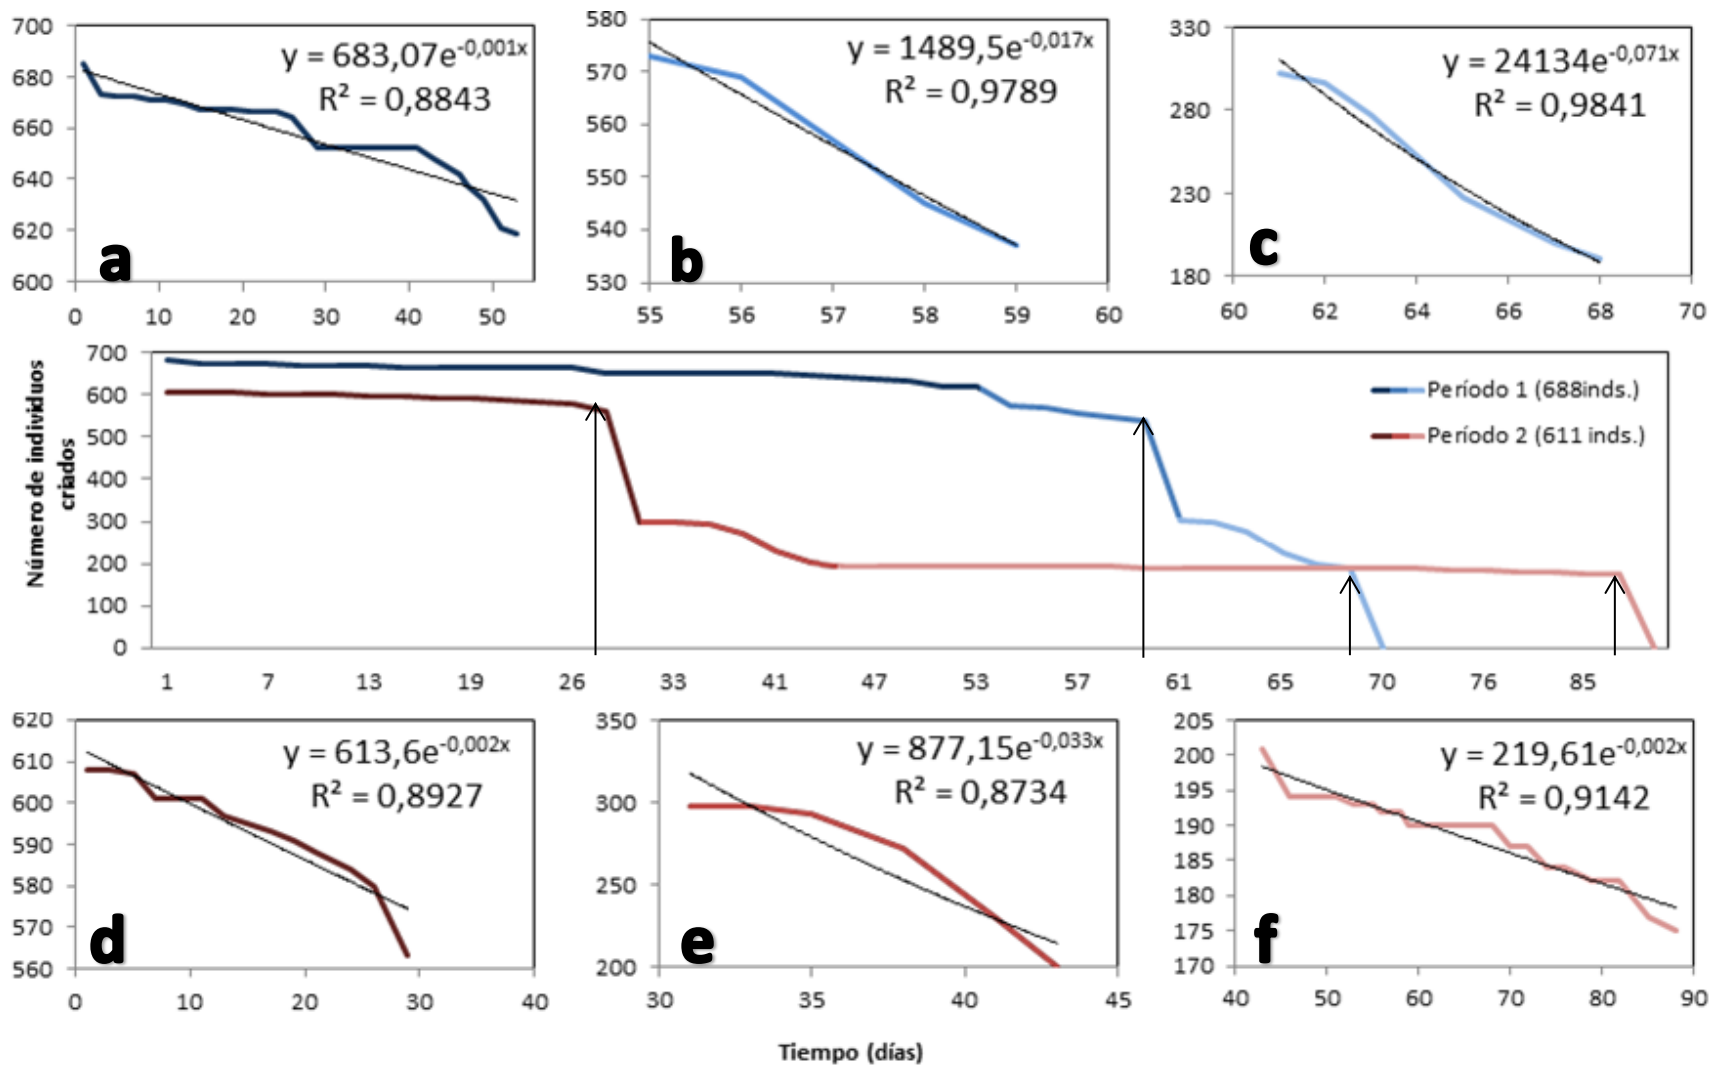 700
680
660
640
620
600
0 10 20 30 40 50
y = 683,07e^-0,001x
R² = 0,8843
a
580
570
560
550
540
530
55 56 57 58 59 60
y = 1489,5e^-0,017x
R² = 0,9789
b
330
280
230
180
60 62 64 66 68 70
y = 24134e^-0,071x
R² = 0,9841
c
Número de individuos
criados
700
600
500
400
300
200
100
0
1 7 13 19 26 33 41 47 53 57 61 65 70 76 85
Período 1 (688inds.)
Período 2 (611 inds.)
620
610
600
590
580
570
560
0 10 20 30 40
y = 613,6e^-0,002x
R² = 0,8927
d
350
300
250
200
30 35 40 45
y = 877,15e^-0,033x
R² = 0,8734
e
205
200
195
190
185
180
175
170
40 50 60 70 80 90
y = 219,61e^-0,002x
R² = 0,9142
f
Tiempo (días)